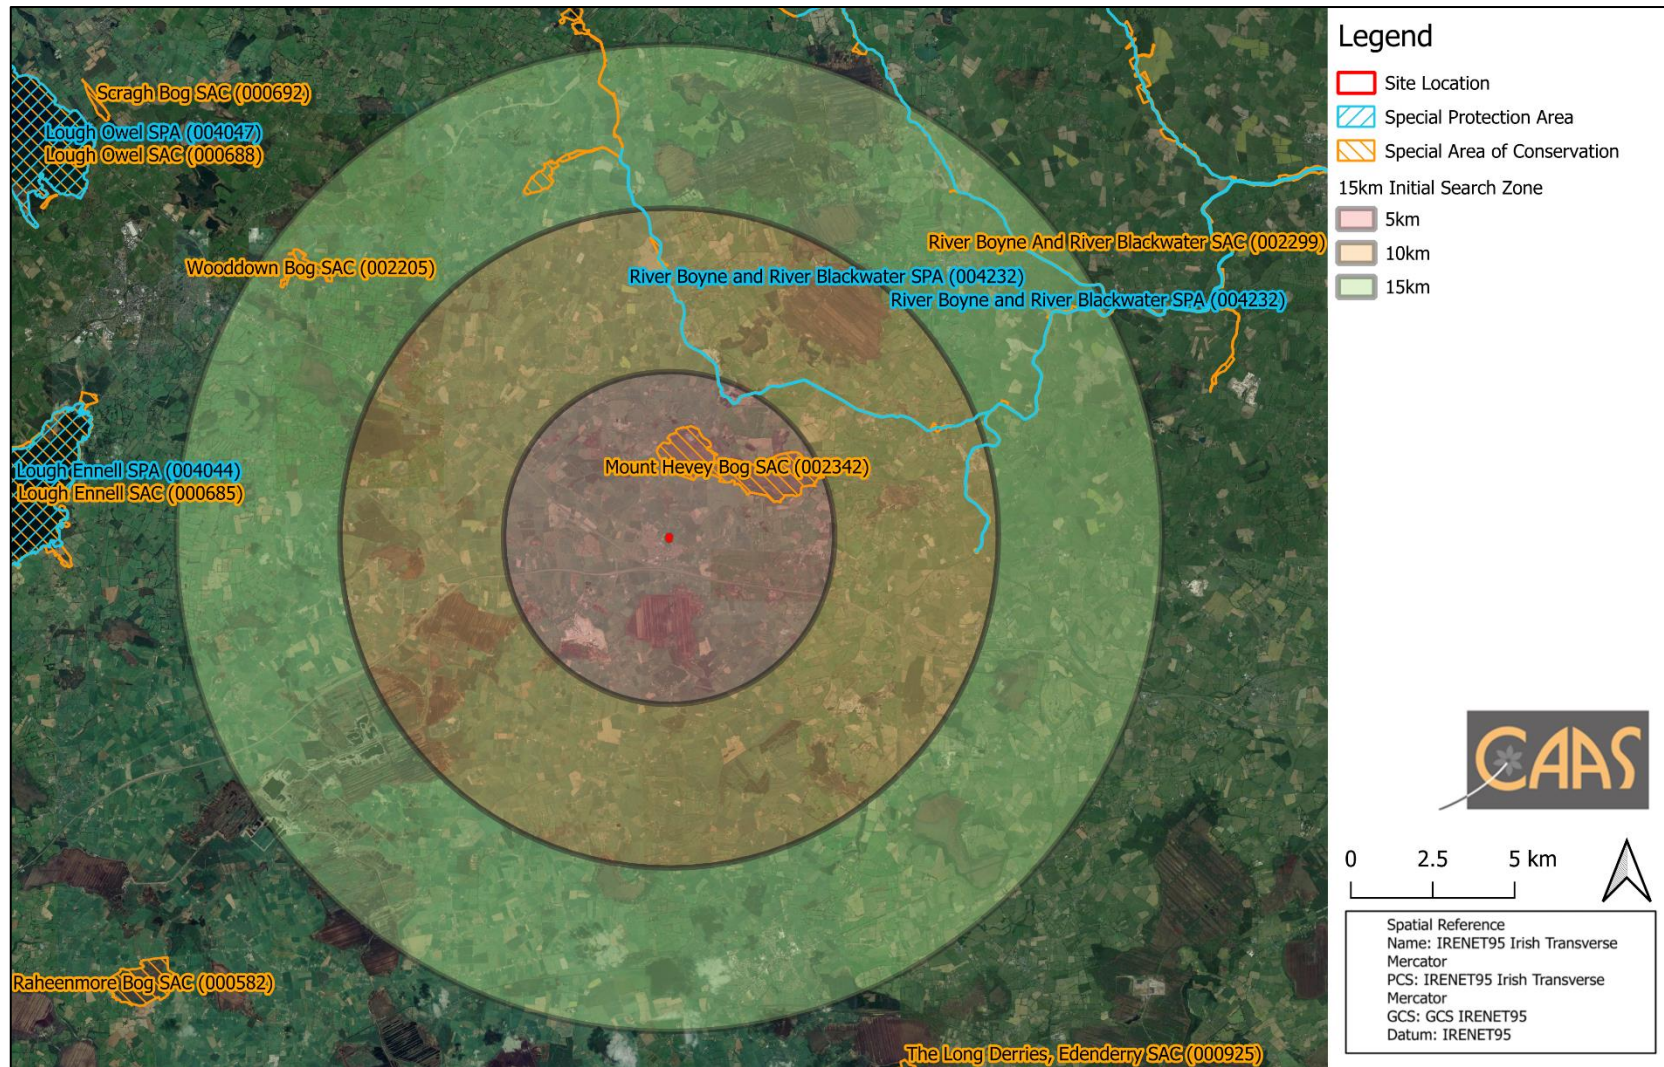 Scragh Bog SAC (000692)
Lough Owel SPA (004047)
Lough Owel SAC (000688)
Wooddown Bog SAC (002205)
River Boyne And River Blackwater SAC (002299)
River Boyne and River Blackwater SPA (004232)
River Boyne and River Blackwater SPA (004232)
Mount Hevey Bog SAC (002342)
Lough Ennell SPA (004044)
Lough Ennell SAC (000685)
Raheenmore Bog SAC (000582)
The Long Derries, Edenderry SAC (000925)
Legend
Site Location
Special Protection Area
Special Area of Conservation
15km Initial Search Zone
5km
10km
15km
CAAS
0 2.5 5 km
Spatial Reference
Name: IRENET95 Irish Transverse
Mercator
PCS: IRENET95 Irish Transverse
Mercator
GCS: GCS IRENET95
Datum: IRENET95